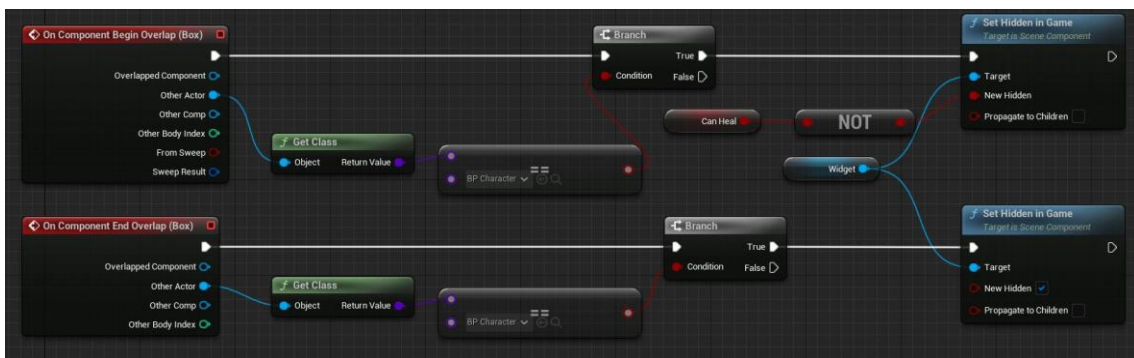 On Component Begin Overlap (Box)
Overlapped Component
Other Actor
Other Comp
Other Body Index
From Sweep
Sweep Result
f Get Class
Object Return Value
==
BP Character
Branch
True
Condition False
Can Heal
NOT
Widget
f Set Hidden in Game
Target is Scene Component
Target
New Hidden
Propagate to Children
On Component End Overlap (Box)
Overlapped Component
Other Actor
Other Comp
Other Body Index
f Get Class
Object Return Value
==
BP Character
Branch
True
Condition False
f Set Hidden in Game
Target is Scene Component
Target
New Hidden
Propagate to Children